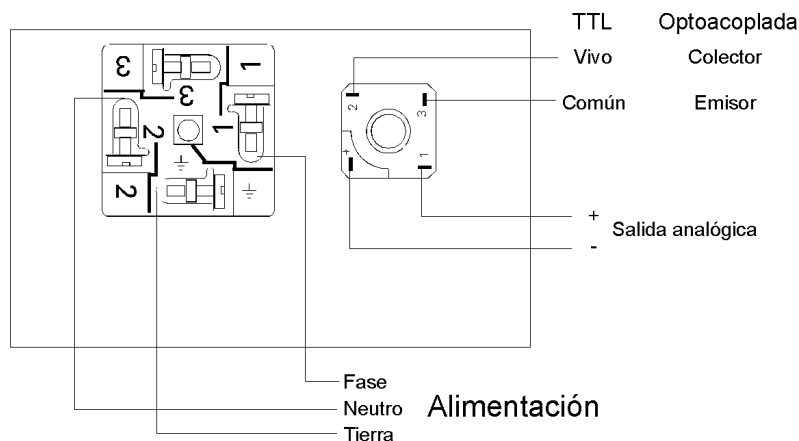 TTL Optoacoplada
Vivo Colector
Común Emisor
3 1
3
2 1
2
2 3
+ 1
+
- Salida analógica
Fase
Neutro Alimentación
Tierra